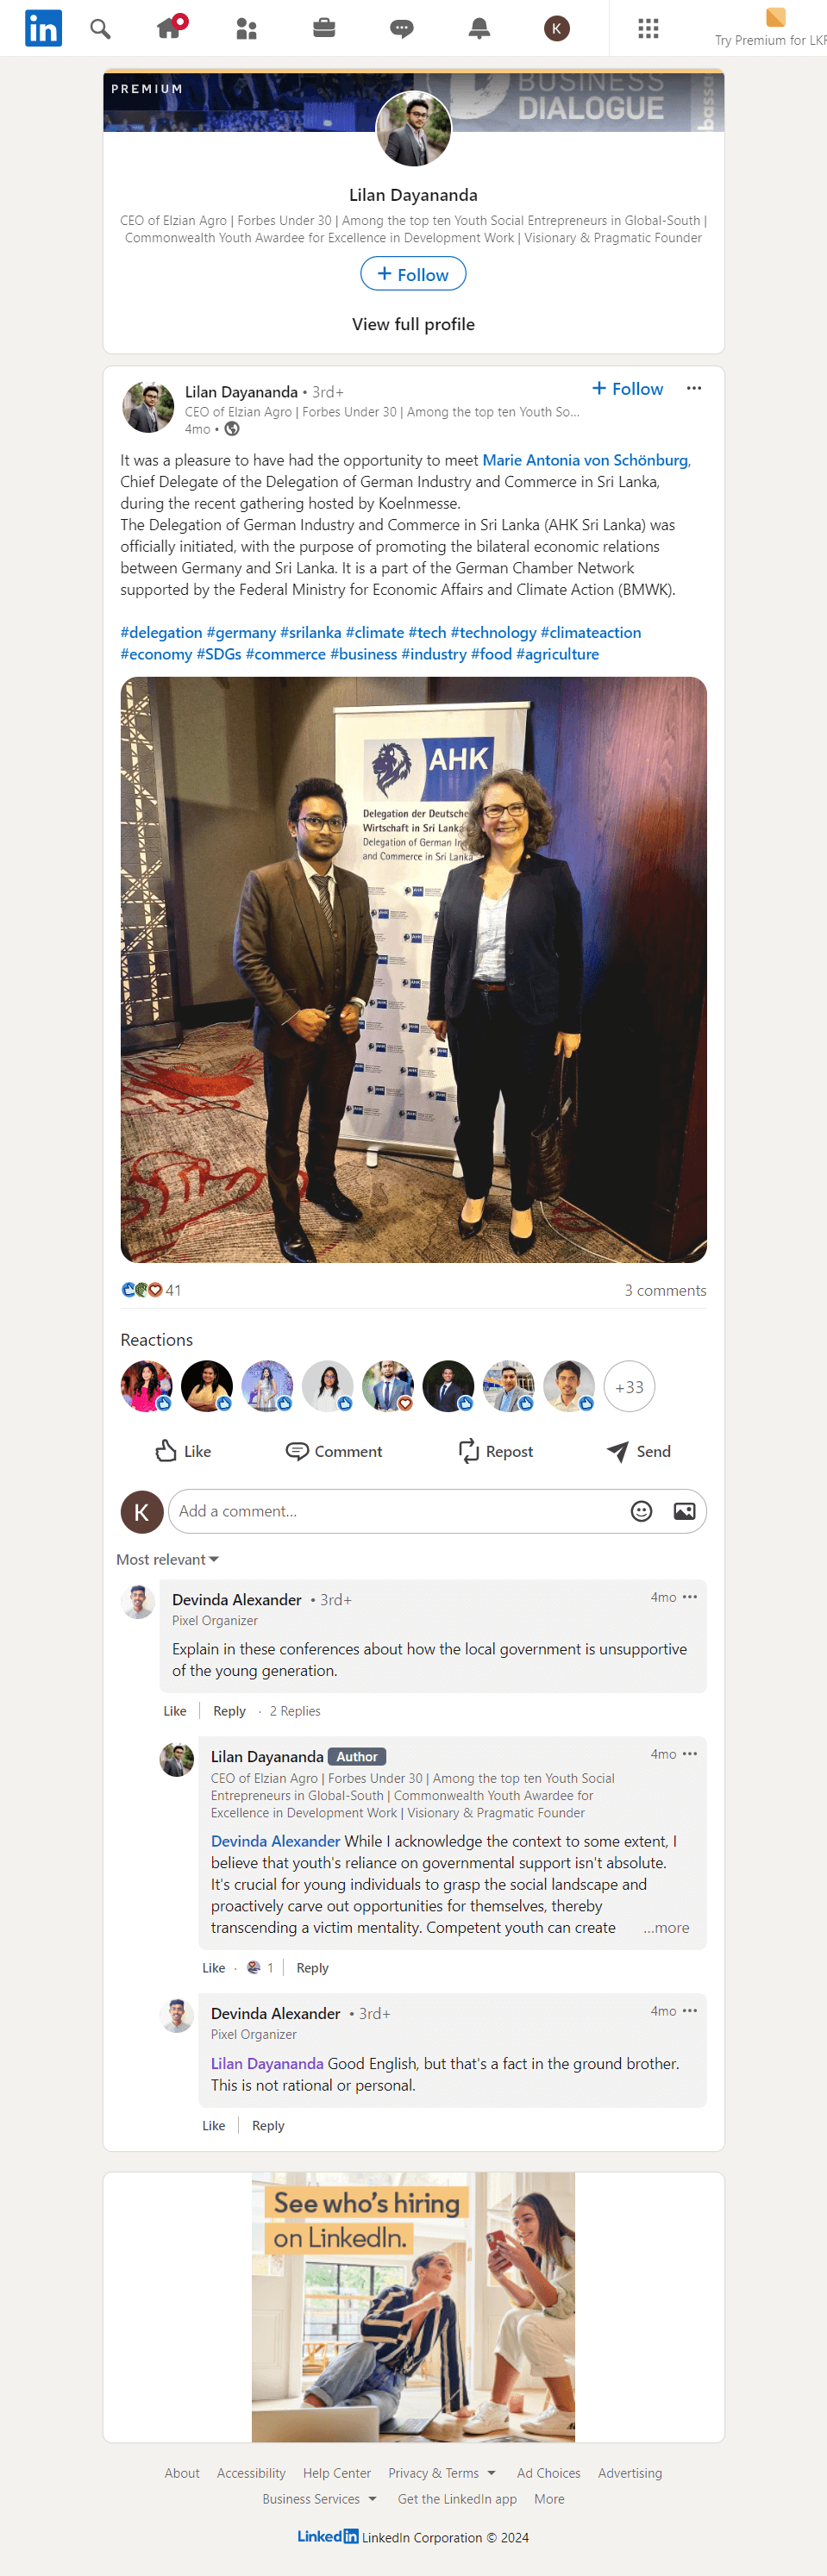 in
K
Try Premium for LKR
PREMIUM
BUSINESS
DIALOGUE
bassa
Lilan Dayananda
CEO of Elzian Agro | Forbes Under 30 | Among the top ten Youth Social Entrepreneurs in Global-South |
Commonwealth Youth Awardee for Excellence in Development Work | Visionary & Pragmatic Founder
+ Follow
View full profile
Lilan Dayananda • 3rd+
+ Follow
CEO of Elzian Agro | Forbes Under 30 | Among the top ten Youth So...
4mo •
It was a pleasure to have had the opportunity to meet Marie Antonia von Schönburg,
Chief Delegate of the Delegation of German Industry and Commerce in Sri Lanka,
during the recent gathering hosted by Koelnmesse.
The Delegation of German Industry and Commerce in Sri Lanka (AHK Sri Lanka) was
officially initiated, with the purpose of promoting the bilateral economic relations
between Germany and Sri Lanka. It is a part of the German Chamber Network
supported by the Federal Ministry for Economic Affairs and Climate Action (BMWK).
#delegation #germany #srilanka #climate #tech #technology #climateaction
#economy #SDGs #commerce #business #industry #food #agriculture
AHK
Delegation der Deutsche
Wirtschaft in Sri Lanka
Delegation of German In
and Commerce in Sri Lanka
41
3 comments
Reactions
+33
Like
Comment
Repost
Send
K
Add a comment...
Most relevant
Devinda Alexander • 3rd+
4mo
Pixel Organizer
Explain in these conferences about how the local government is unsupportive
of the young generation.
Like
Reply · 2 Replies
Lilan Dayananda Author
4mo
CEO of Elzian Agro | Forbes Under 30 | Among the top ten Youth Social
Entrepreneurs in Global-South | Commonwealth Youth Awardee for
Excellence in Development Work | Visionary & Pragmatic Founder
Devinda Alexander While I acknowledge the context to some extent, I
believe that youth's reliance on governmental support isn't absolute.
It's crucial for young individuals to grasp the social landscape and
proactively carve out opportunities for themselves, thereby
transcending a victim mentality. Competent youth can create ...more
Like · 1 Reply
Devinda Alexander • 3rd+
4mo
Pixel Organizer
Lilan Dayananda Good English, but that's a fact in the ground brother.
This is not rational or personal.
Like
Reply
See who's hiring
on LinkedIn.
About Accessibility Help Center Privacy & Terms Ad Choices Advertising
Business Services Get the LinkedIn app More
Linkedin LinkedIn Corporation © 2024